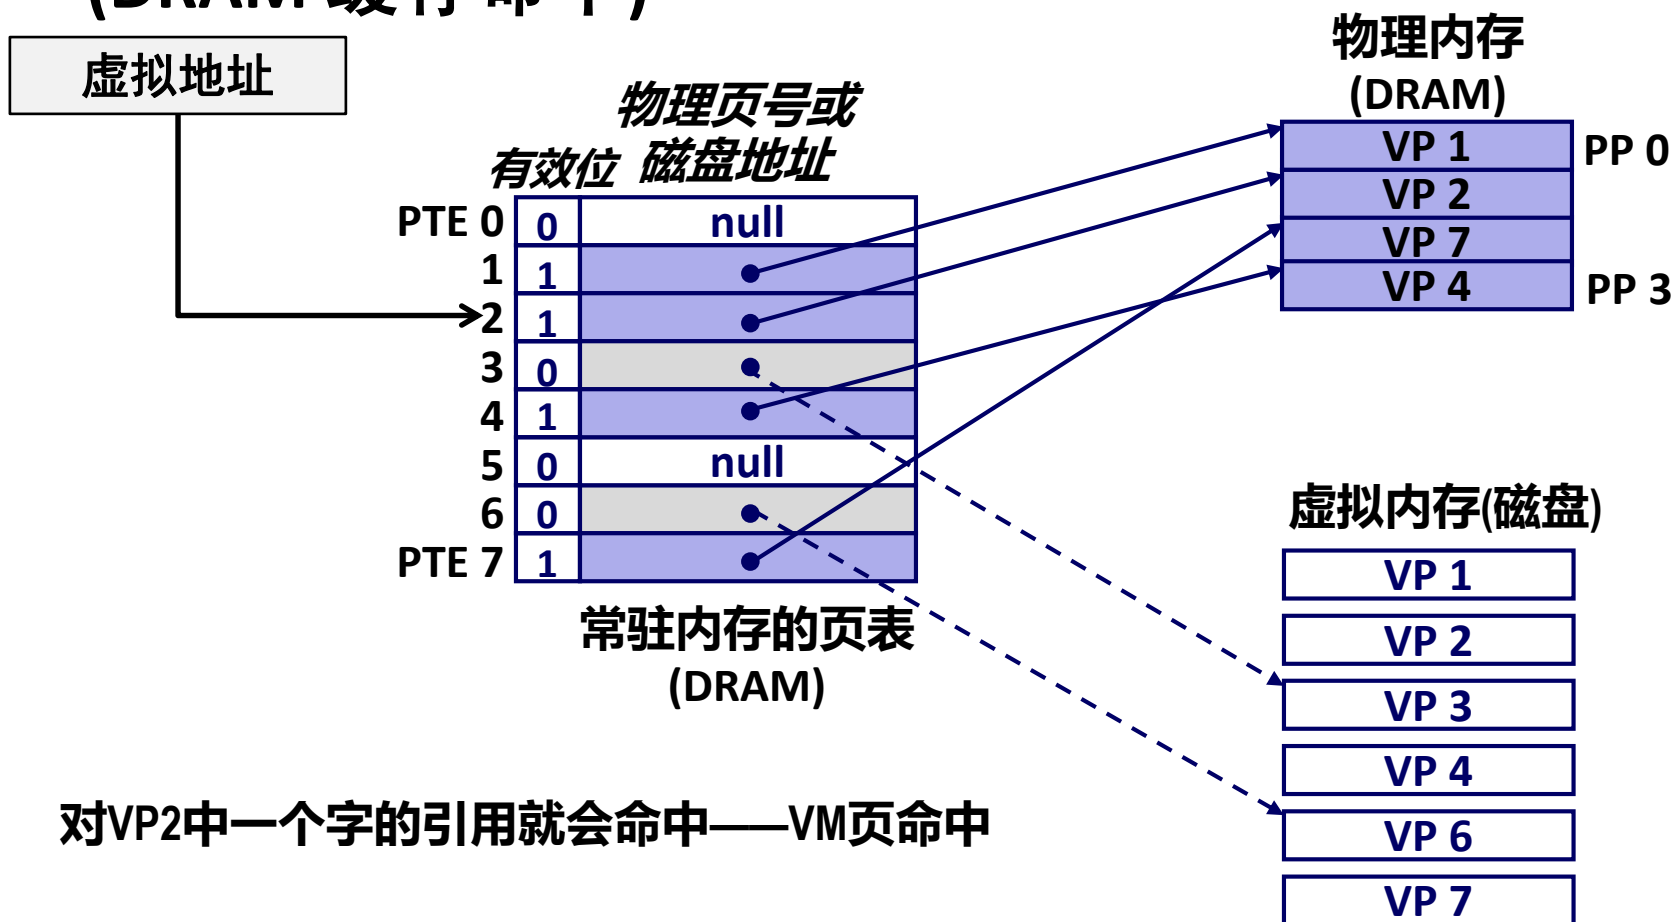 (DRAM 缓存命中)
虚拟地址
物理页号或
磁盘地址
有效位
PTE 0 0 null
1 1
2 1
3 0
4 1
5 0 null
6 0
PTE 7 1
常驻内存的页表
(DRAM)
物理内存
(DRAM)
VP 1 PP 0
VP 2
VP 7
VP 4 PP 3
虚拟内存(磁盘)
VP 1
VP 2
VP 3
VP 4
VP 6
VP 7
对VP2中一个字的引用就会命中——VM页命中